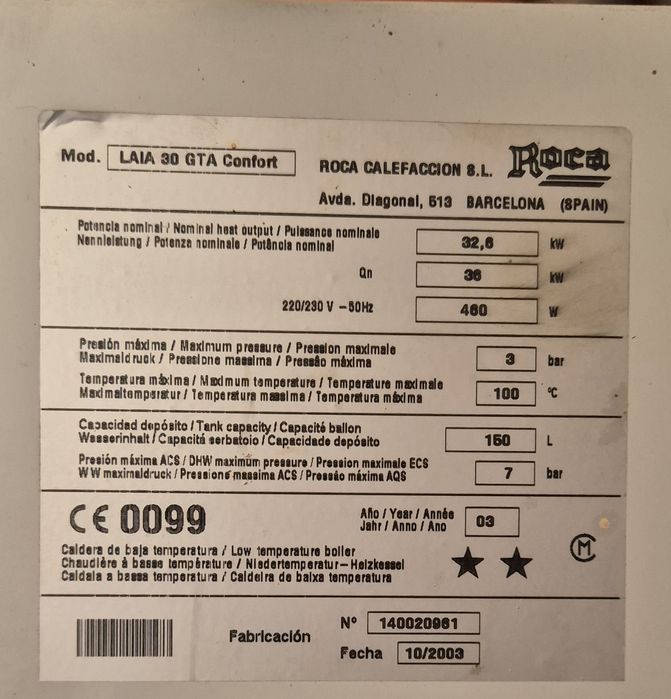 Mod. LAIA 30 GTA Confort
ROCA CALEFACCION S.L. Roca
Avda. Diagonal, 513 BARCELONA (SPAIN)
Potencia nominal / Nominal heat output / Puissance nominale
Nennleistung / Potenza nominale / Potência nominal
32,6 kW
Qn 36 kW
220/230 V ~50Hz 460 W
Presión máxima / Maximum pressure / Pression maximale
Maximaldruck / Pressione massima / Pressão máxima
3 bar
Temperatura máxima / Maximum temperature / Temperature maximale
Maximaltemperatur / Temperatura massima / Temperatura máxima
100 °C
Capacidad depósito / Tank capacity / Capacité ballon
Wasserinhalt / Capacitá serbatoio / Capacidade depósito
150 L
Presión máxima ACS / DHW maximum pressure / Pression maximale ECS
WW maximaldruck / Pressione massima ACS / Pressão máxima AQS
7 bar
CE 0099
Año / Year / Année
Jahr / Anno / Ano
03
Caldera de baja temperatura / Low temperature boiler
Chaudière à basse température / Niedertemperatur-Heizkessel
Caldaia a bassa temperatura / Caldeira de baixa temperatura
★ ★
CM
Fabricación
Nº 140020961
Fecha 10/2003